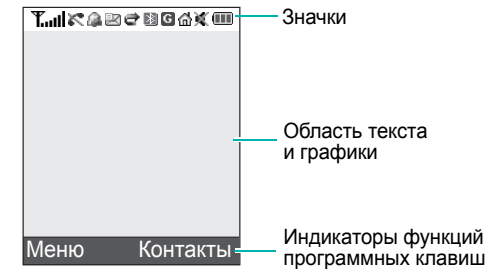 Значки
Область текста
и графики
Меню Контакты
Индикаторы функций
программных клавиш